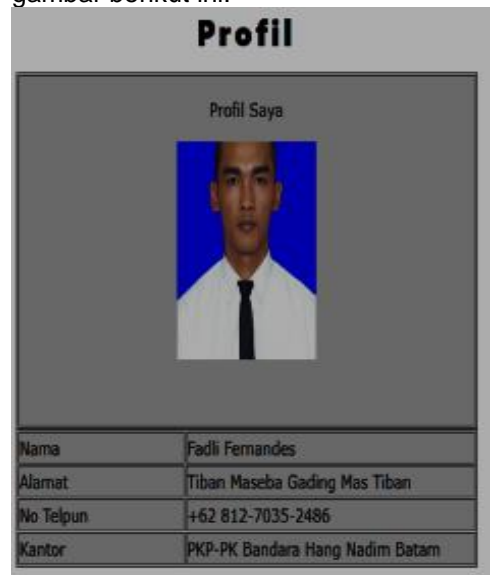 gambar berikut ini.
Profil
Profil Saya
Nama Fadli Fernandes
Alamat Tiban Maseba Gading Mas Tiban
No Telpun +62 812-7035-2486
Kantor PKP-PK Bandara Hang Nadim Batam